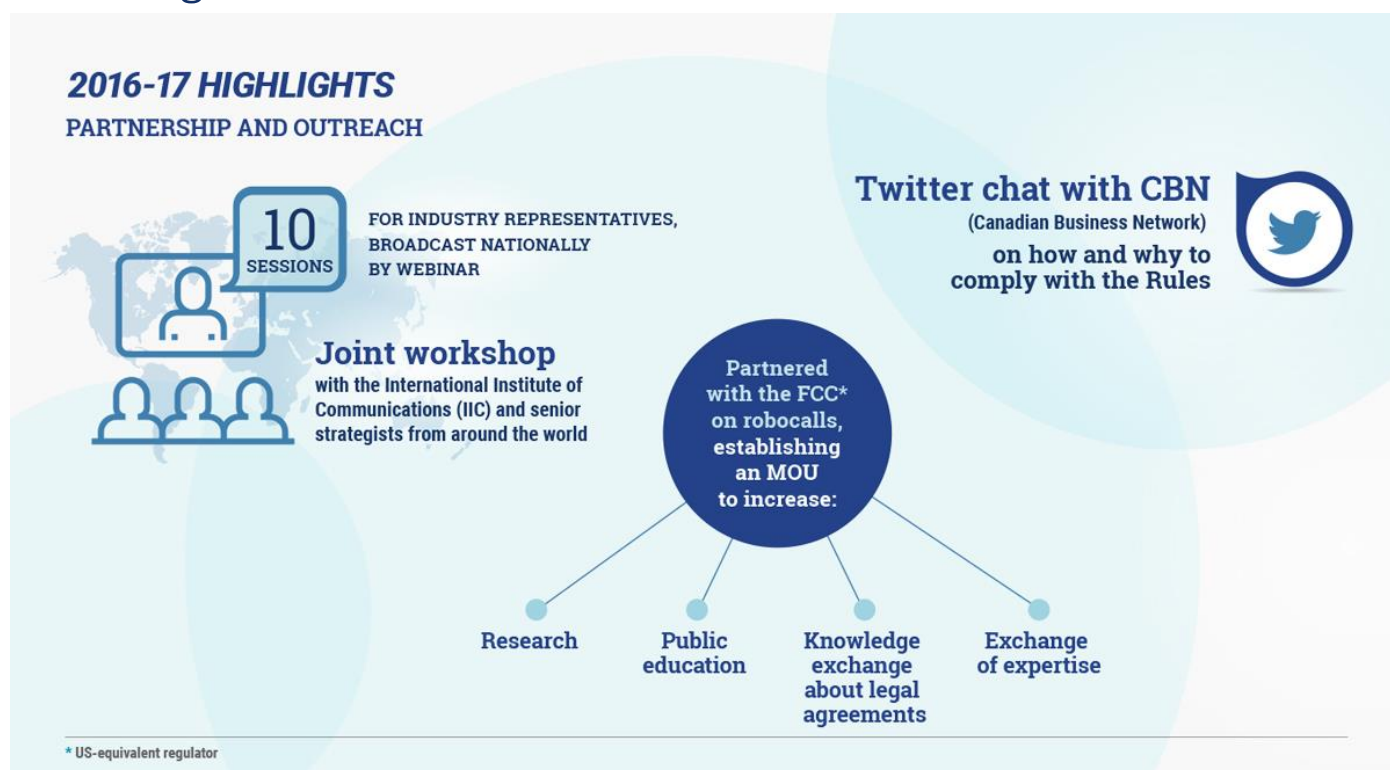 2016-17 HIGHLIGHTS
PARTNERSHIP AND OUTREACH
10
SESSIONS
FOR INDUSTRY REPRESENTATIVES,
BROADCAST NATIONALLY
BY WEBINAR
Joint workshop
with the International Institute of
Communications (IIC) and senior
strategists from around the world
Twitter chat with CBN
(Canadian Business Network)
on how and why to
comply with the Rules
Partnered
with the FCC*
on robocalls,
establishing
an MOU
to increase:
Research
Public
education
Knowledge
exchange
about legal
agreements
Exchange
of expertise
* US-equivalent regulator